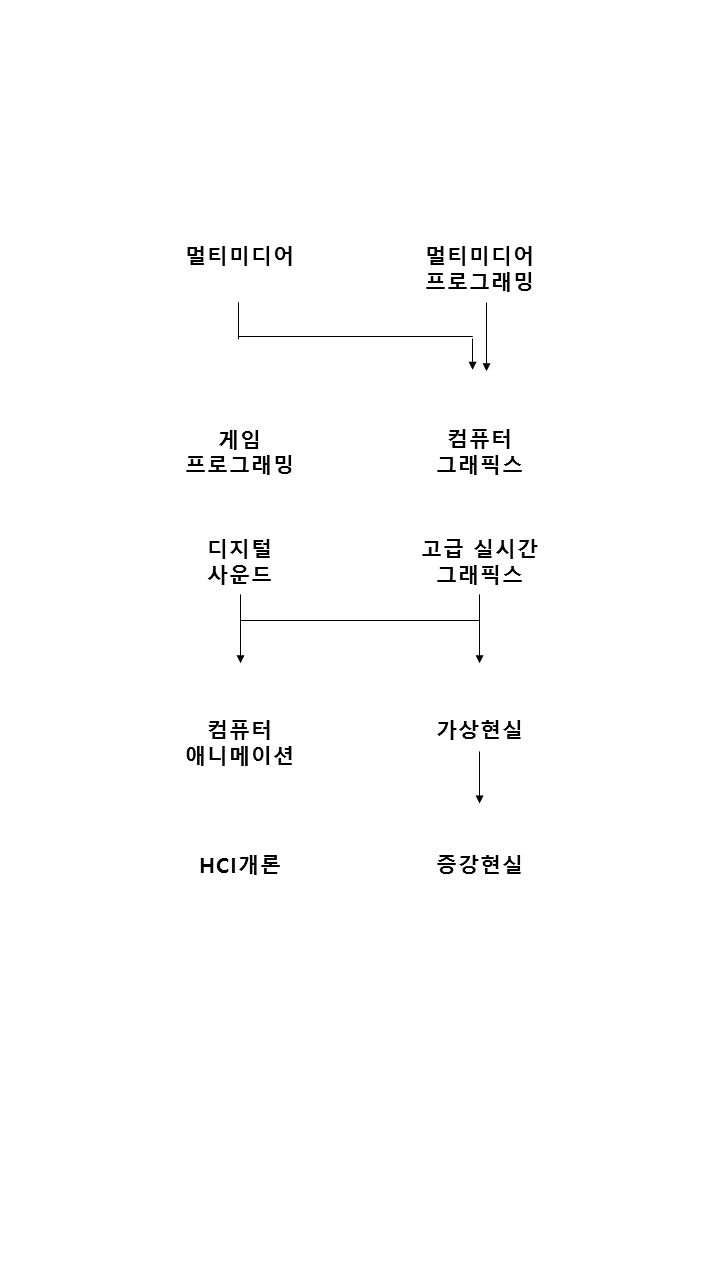 멀티미디어
멀티미디어
프로그래밍
게임
프로그래밍
컴퓨터
그래픽스
디지털
사운드
고급 실시간
그래픽스
컴퓨터
애니메이션
가상현실
HCI개론
증강현실